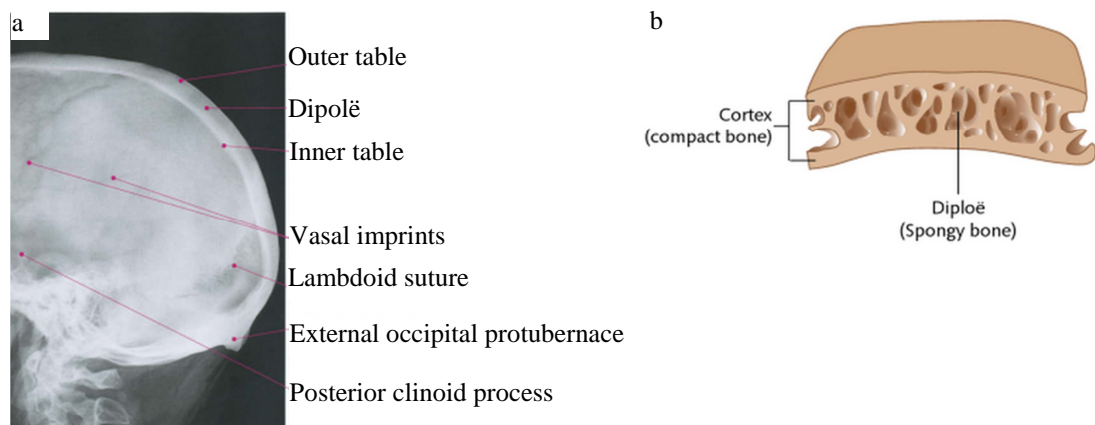 a
Outer table
Dipolë
Inner table
Vasal imprints
Lambdoid suture
External occipital protubernace
Posterior clinoid process
b
Cortex
(compact bone)
Diploë
(Spongy bone)